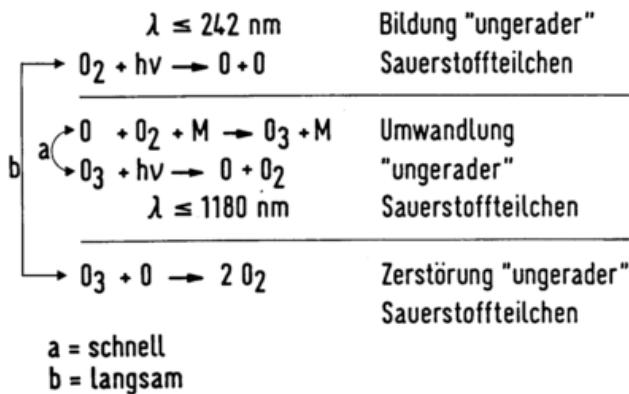 λ ≤ 242 nm Bildung "ungerader"
O₂ + hν → O + O Sauerstoffteilchen
O + O₂ + M → O₃ + M Umwandlung
a
b O₃ + hν → O + O₂ "ungerader"
λ ≤ 1180 nm Sauerstoffteilchen
O₃ + O → 2 O₂ Zerstörung "ungerader"
Sauerstoffteilchen
a = schnell
b = langsam